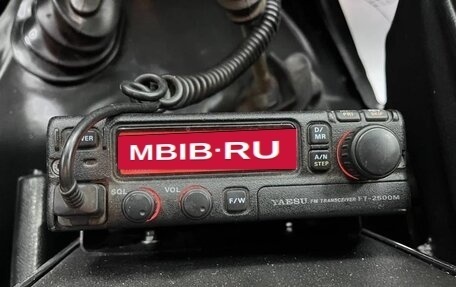 MBIB·RU
D/
MR
A/N
STEP
SQL
VOL
F/W
YAESU FM TRANSCEIVER FT-2500M